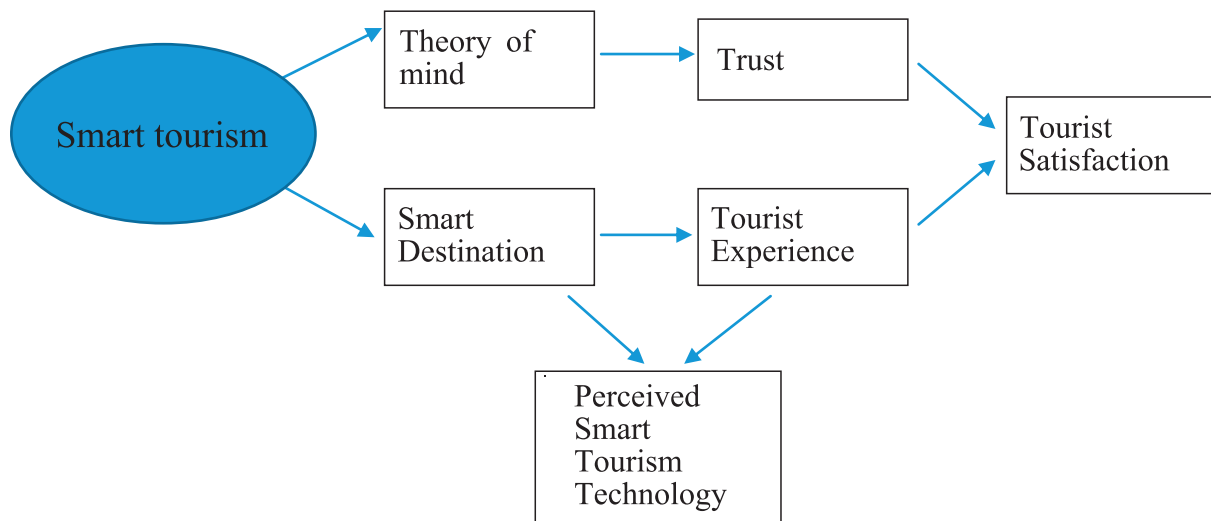 Smart tourism
Theory of
mind
Trust
Tourist
Satisfaction
Smart
Destination
Tourist
Experience
Perceived
Smart
Tourism
Technology